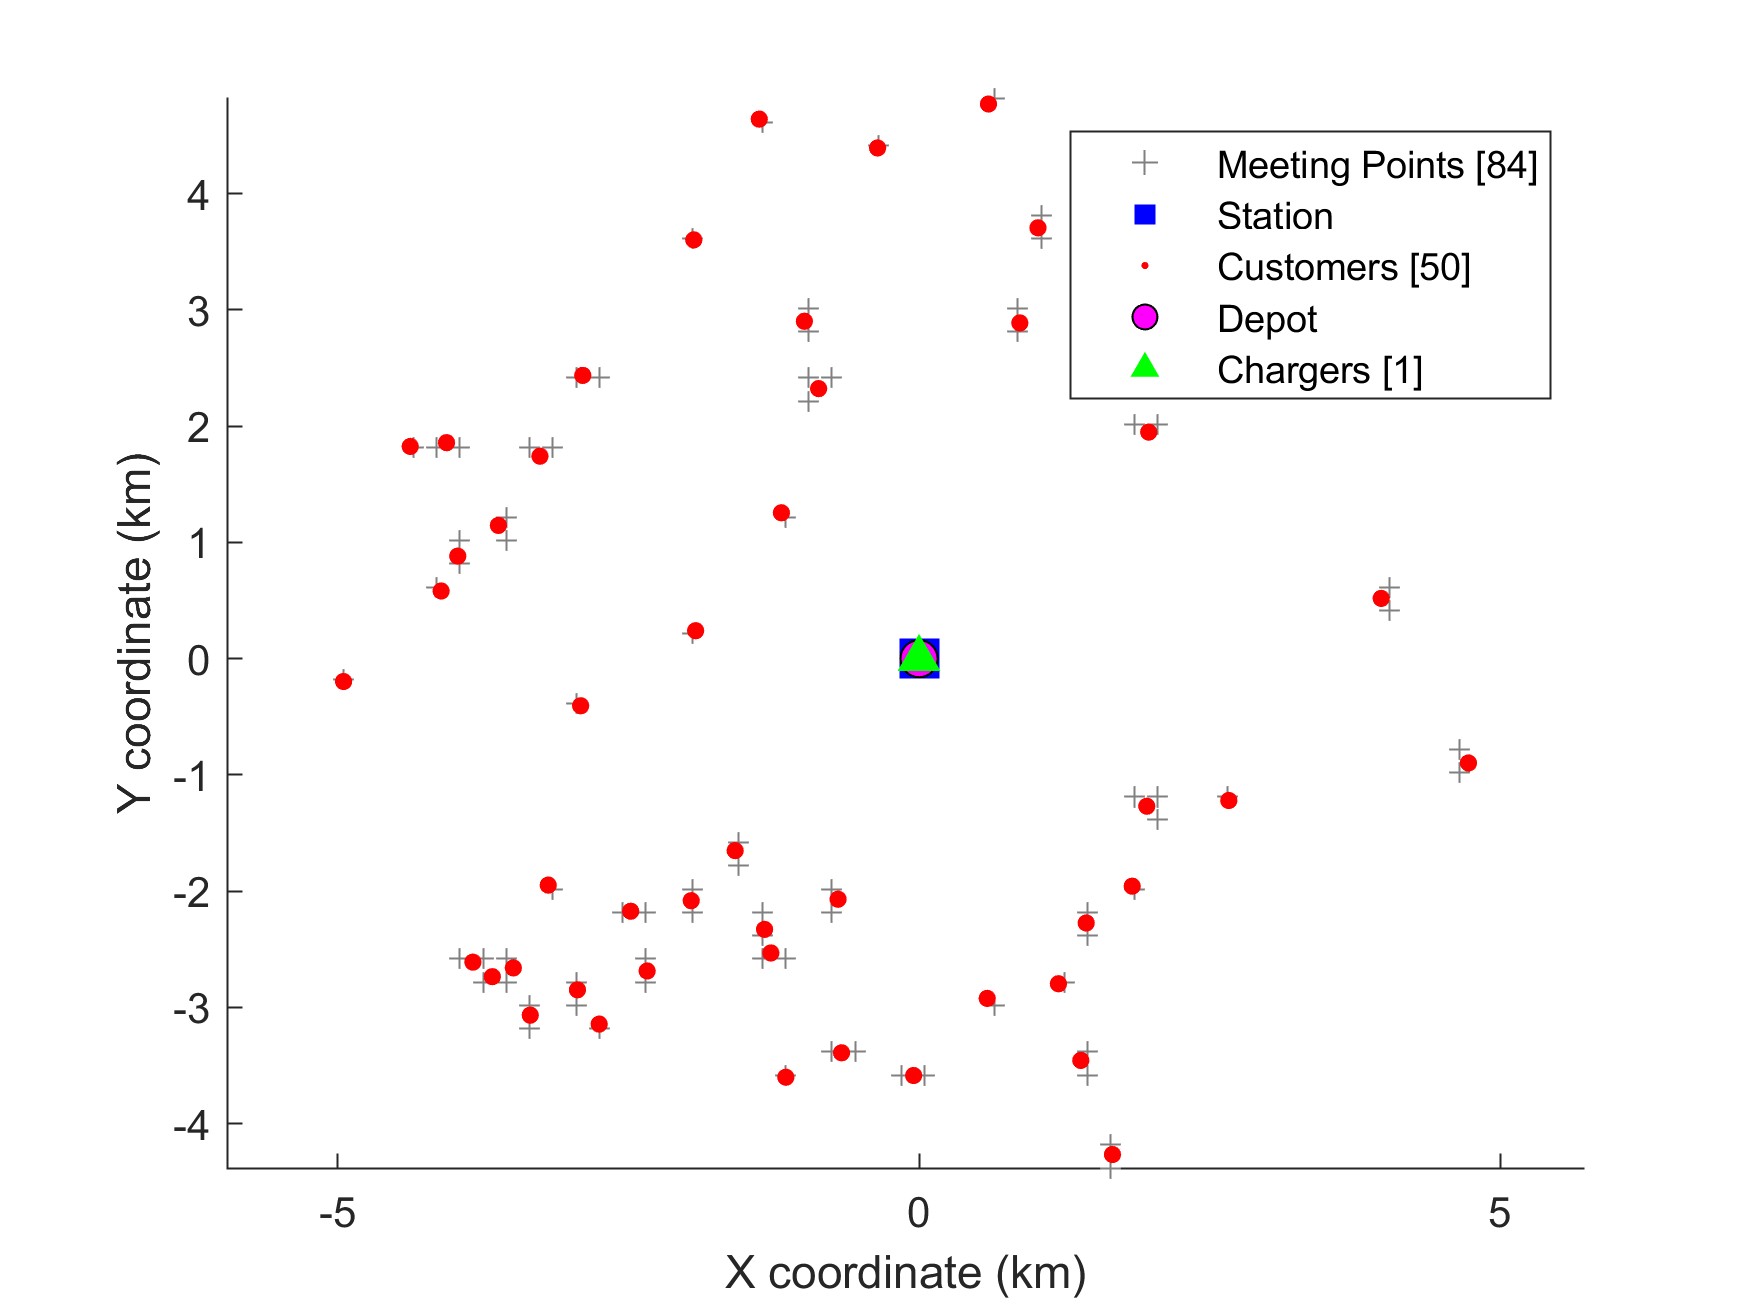 Meeting Points [84]
Station
Customers [50]
Depot
Chargers [1]
4
3
2
1
0
-1
-2
-3
-4
Y coordinate (km)
-5
0
5
X coordinate (km)